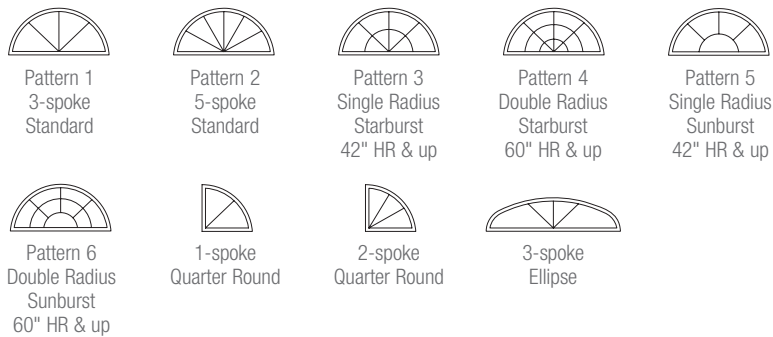 Pattern 1
3-spoke
Standard
Pattern 2
5-spoke
Standard
Pattern 3
Single Radius
Starburst
42" HR & up
Pattern 4
Double Radius
Starburst
60" HR & up
Pattern 5
Single Radius
Sunburst
42" HR & up
Pattern 6
Double Radius
Sunburst
60" HR & up
1-spoke
Quarter Round
2-spoke
Quarter Round
3-spoke
Ellipse